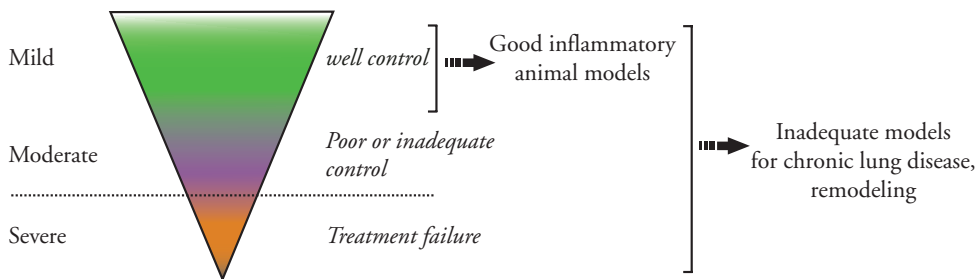 Mild
well control
Good inflammatory
animal models
Moderate
Poor or inadequate
control
Severe
Treatment failure
Inadequate models
for chronic lung disease,
remodeling